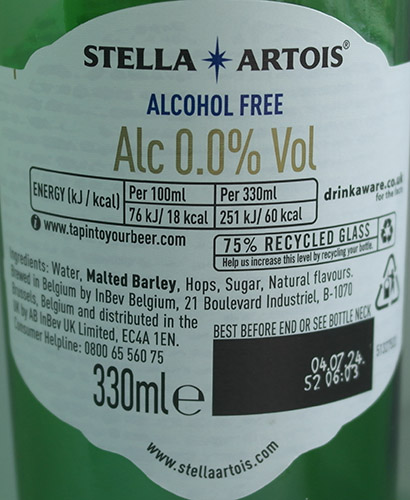 STELLA ARTOIS®
ALCOHOL FREE
Alc 0.0% Vol
ENERGY (kJ / kcal) Per 100ml Per 330ml
76 kJ/ 18 kcal 251 kJ/ 60 kcal
drinkaware.co.uk
for the
i www.tapintoyourbeer.com
75% RECYCLED GLASS
Help us increase this level by recycling your bottle.
Ingredients: Water, Malted Barley, Hops, Sugar, Natural flavours.
Brewed in Belgium by InBev Belgium, 21 Boulevard Industriel, B-1070
Brussels, Belgium and distributed in the
UK by AB InBev UK Limited, EC4A 1EN.
Consumer Helpline: 0800 65 560 75
BEST BEFORE END OR SEE BOTTLE NECK
04.07.24.
52 06:03
330ml e
www.stellaartois.com